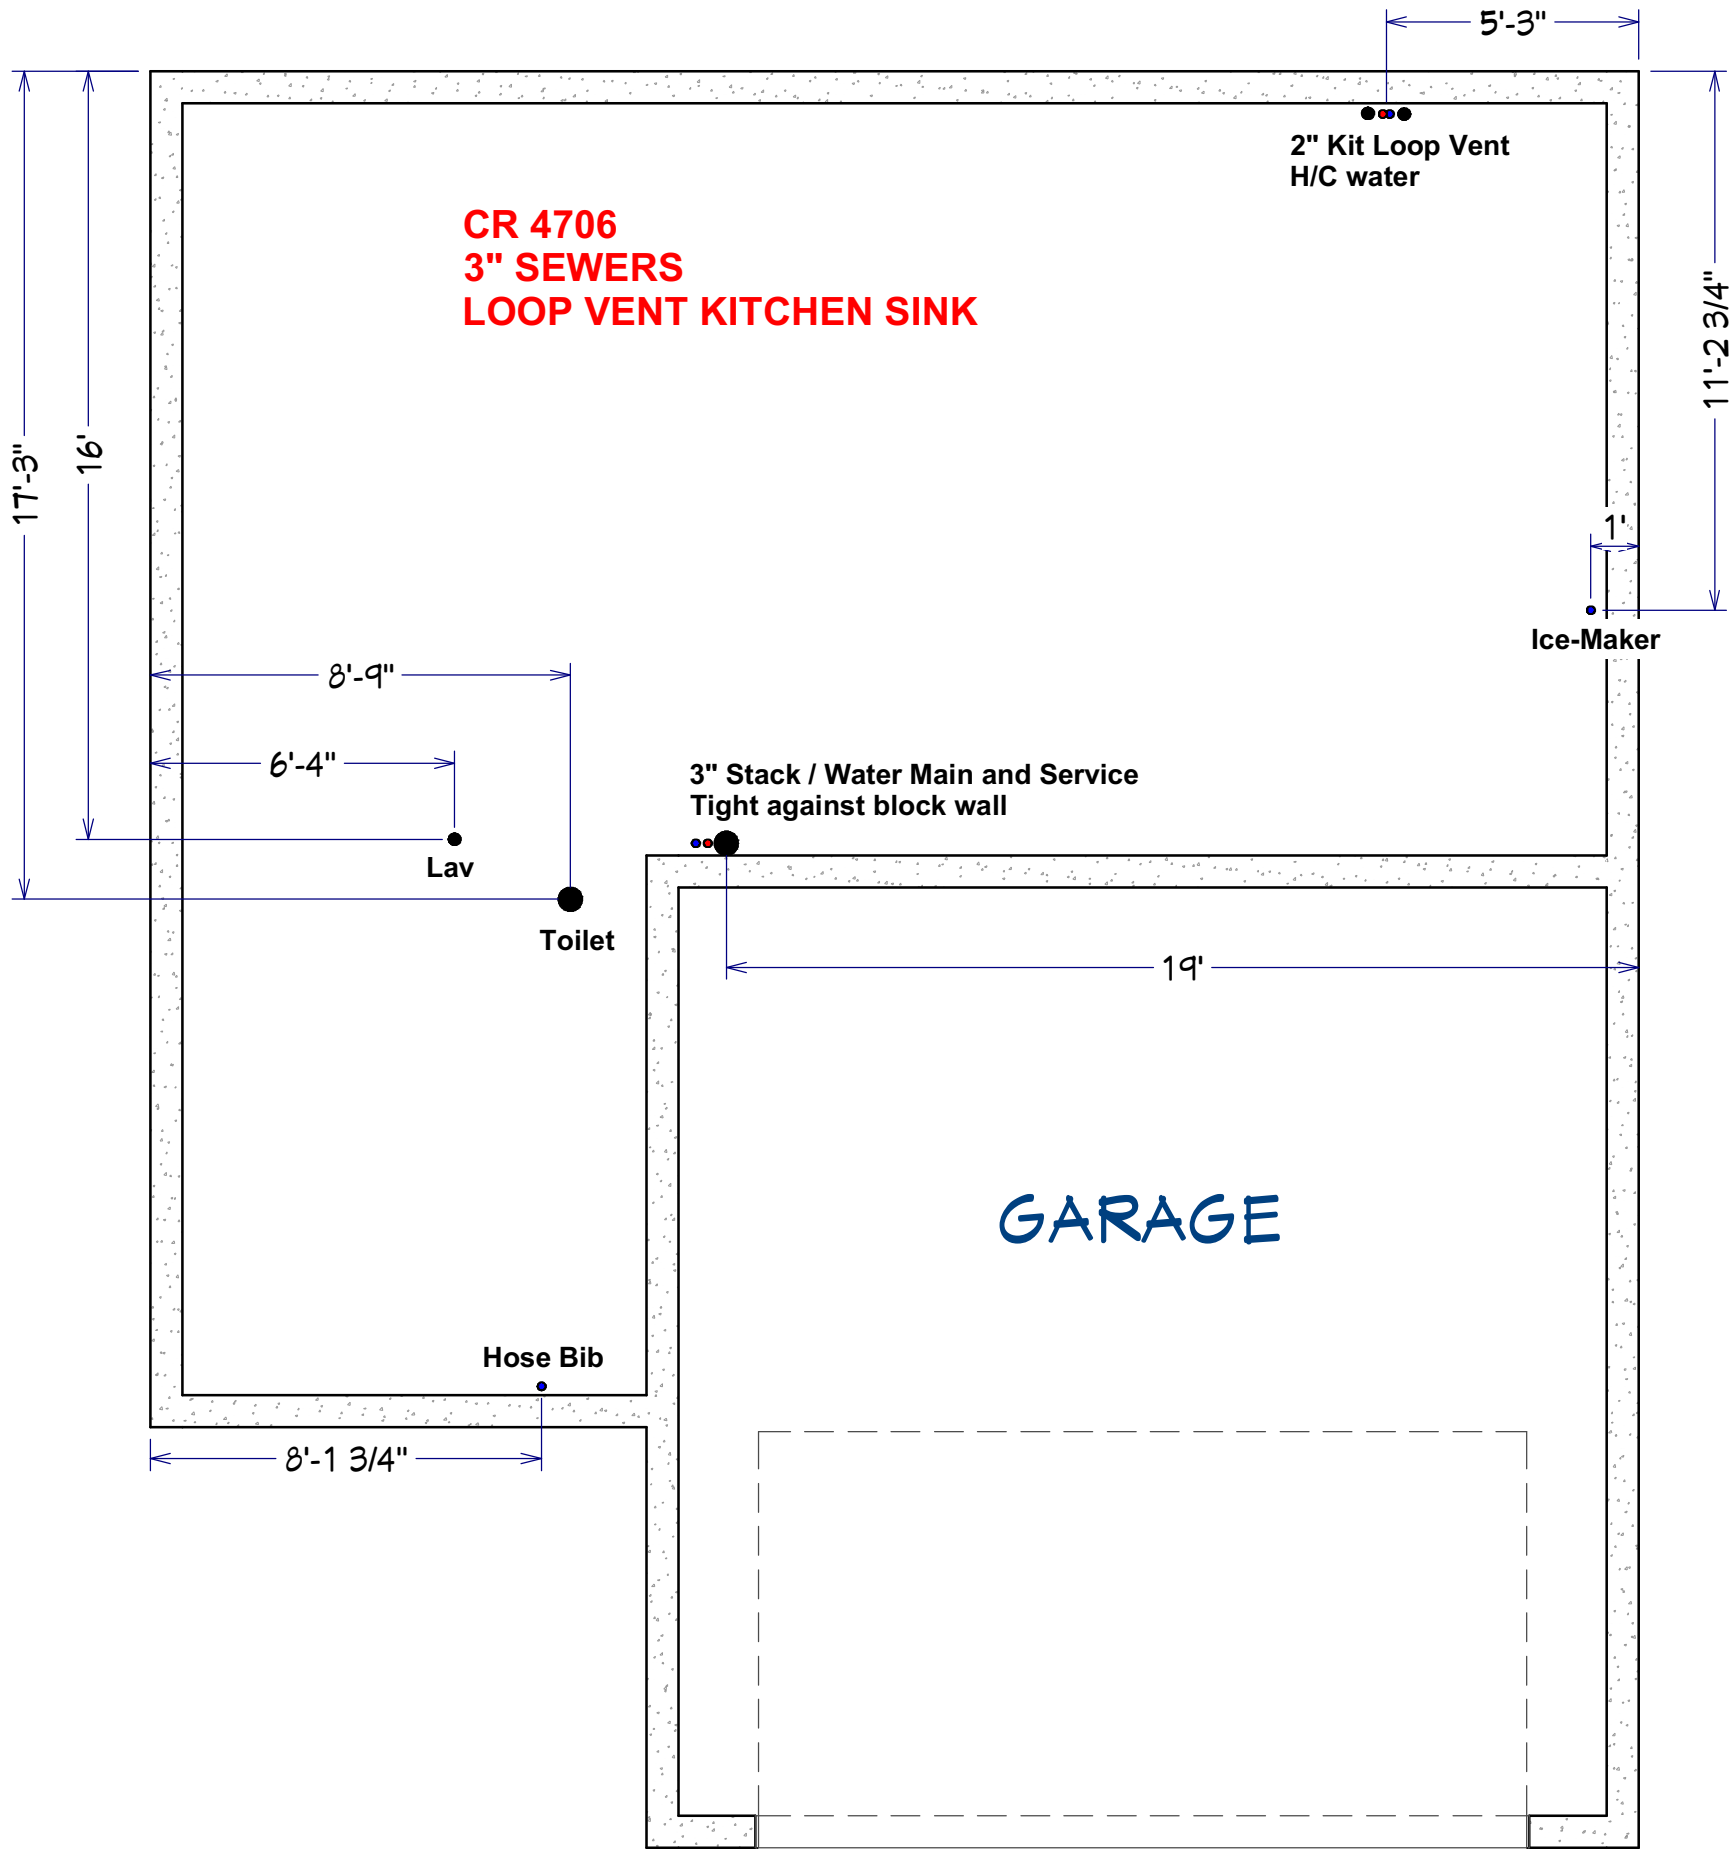 5'-3"
2" Kit Loop Vent
H/C water
CR 4706
3" SEWERS
LOOP VENT KITCHEN SINK
11'-2 3/4"
17'-3"
16'
1'
Ice-Maker
8'-9"
6'-4"
3" Stack / Water Main and Service
Tight against block wall
Lav
Toilet
19'
GARAGE
Hose Bib
8'-1 3/4"